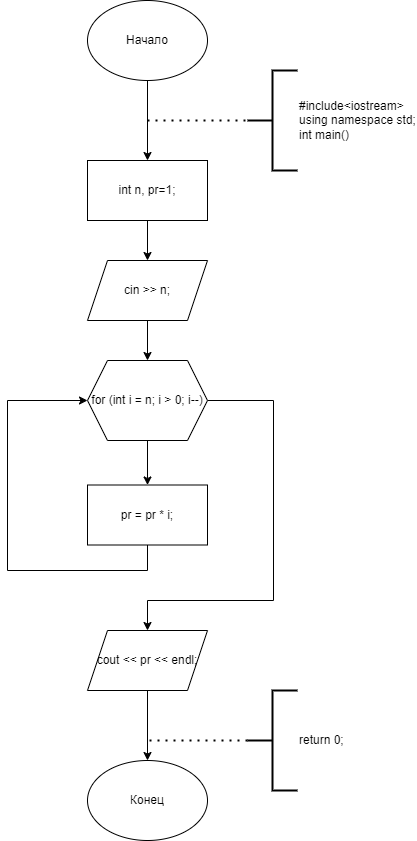 Начало
#include<iostream>
using namespace std;
int main()
int n, pr=1;
cin >> n;
for (int i = n; i > 0; i--)
pr = pr * i;
cout << pr << endl;
return 0;
Конец